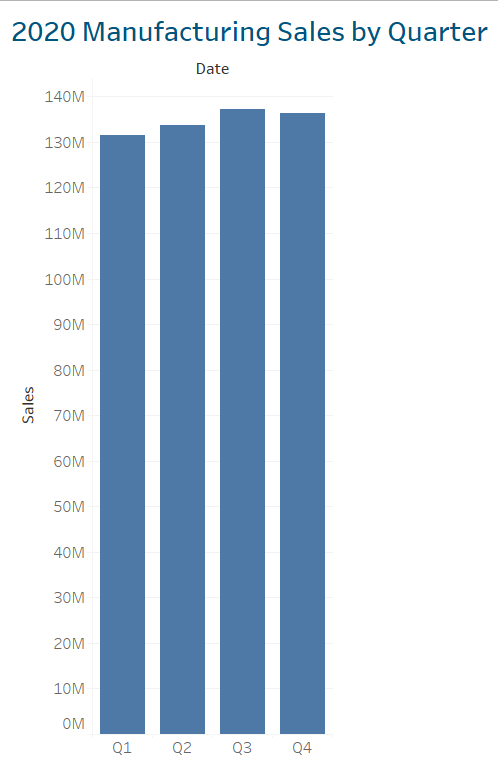 2020 Manufacturing Sales by Quarter
Date
140M
130M
120M
110M
100M
90M
80M
70M
60M
50M
40M
30M
20M
10M
0M
Sales
Q1 Q2 Q3 Q4